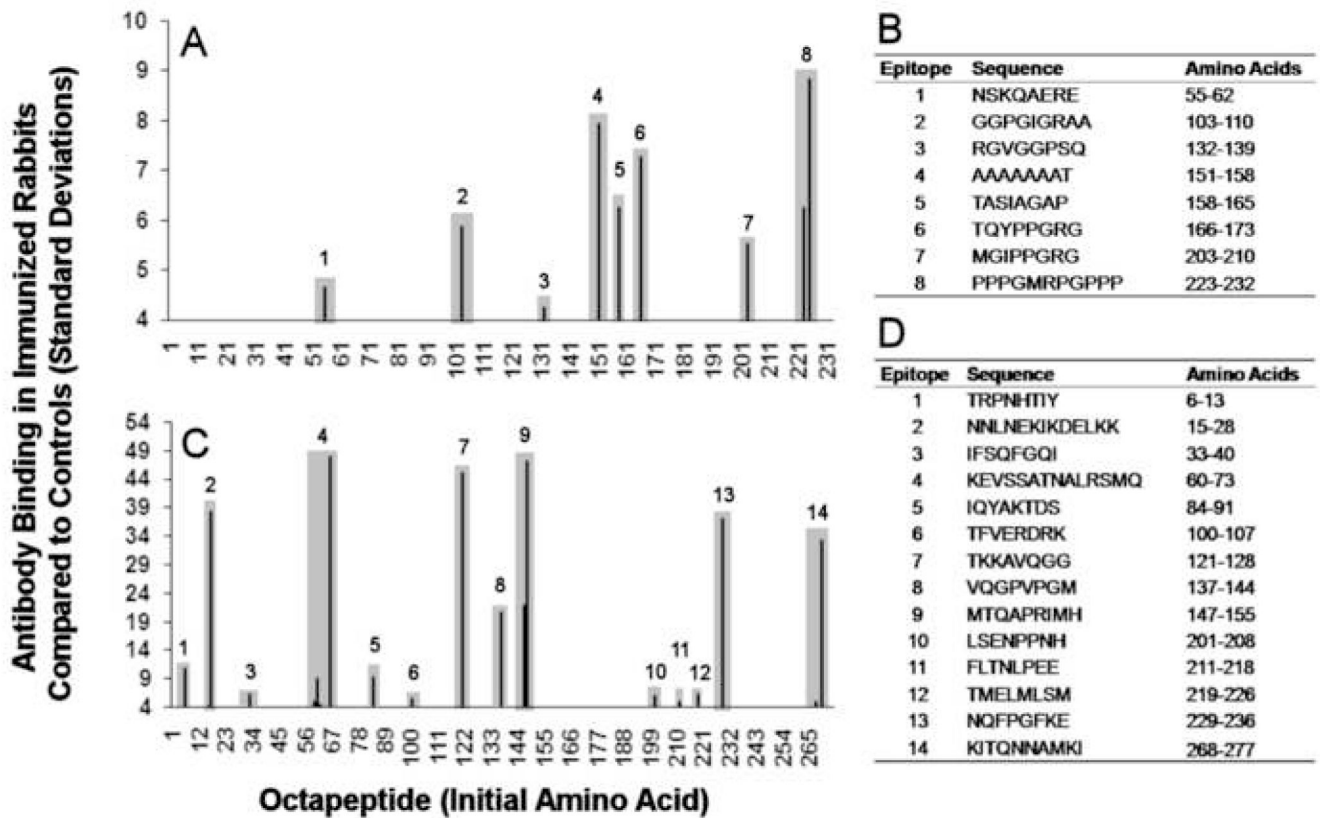 Antibody Binding in Immunized Rabbits
Compared to Controls (Standard Deviations)
A
10
9
8
7
6
5
4
1 2 3 4 5 6 7 8
1 11 21 31 41 51 61 71 81 91 101 111 121 131 141 151 161 171 181 191 201 211 221 231
B
Epitope Sequence Amino Acids
1 NSKQAERE 55-62
2 GGPGIGRAA 103-110
3 RGVGGPSQ 132-139
4 AAAAAAAT 151-158
5 TASIAGAP 158-165
6 TQYPPGRG 166-173
7 MGIPPGRG 203-210
8 PPPGMRPGPPP 223-232
C
54
49
44
39
34
29
24
19
14
9
4
1 2 3 4 5 6 7 8 9 10 11 12 13 14
1 12 23 34 45 56 67 78 89 100 111 122 133 144 155 166 177 188 199 210 221 232 243 254 265
Octapeptide (Initial Amino Acid)
D
Epitope Sequence Amino Acids
1 TRPNHTIY 6-13
2 NNLNEKIKDELKK 15-28
3 IFSQFGQI 33-40
4 KEVSSATNALRSMQ 60-73
5 IQYAKTDS 84-91
6 TFVERDRK 100-107
7 TKKAVQGG 121-128
8 VQGPVPGM 137-144
9 MTQAPRIMH 147-155
10 LSENPPNH 201-208
11 FLTNLPEE 211-218
12 TMELMLSM 219-226
13 NQFPGFKE 229-236
14 KITQNNAMKI 268-277